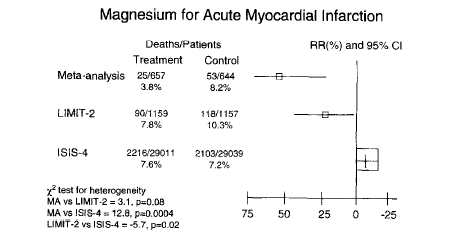 Magnesium for Acute Myocardial Infarction
Deaths/Patients RR(%) and 95% CI
Treatment Control
Meta-analysis 25/657 53/644
3.8% 8.2%
LIMIT-2 90/1159 118/1157
7.8% 10.3%
ISIS-4 2216/29011 2103/29039
7.6% 7.2%
χ² test for heterogeneity
MA vs LIMIT-2 = 3.1, p=0.08
MA vs ISIS-4 = 12.8, p=0.0004
LIMIT-2 vs ISIS-4 = -5.7, p=0.02
75 50 25 0 -15